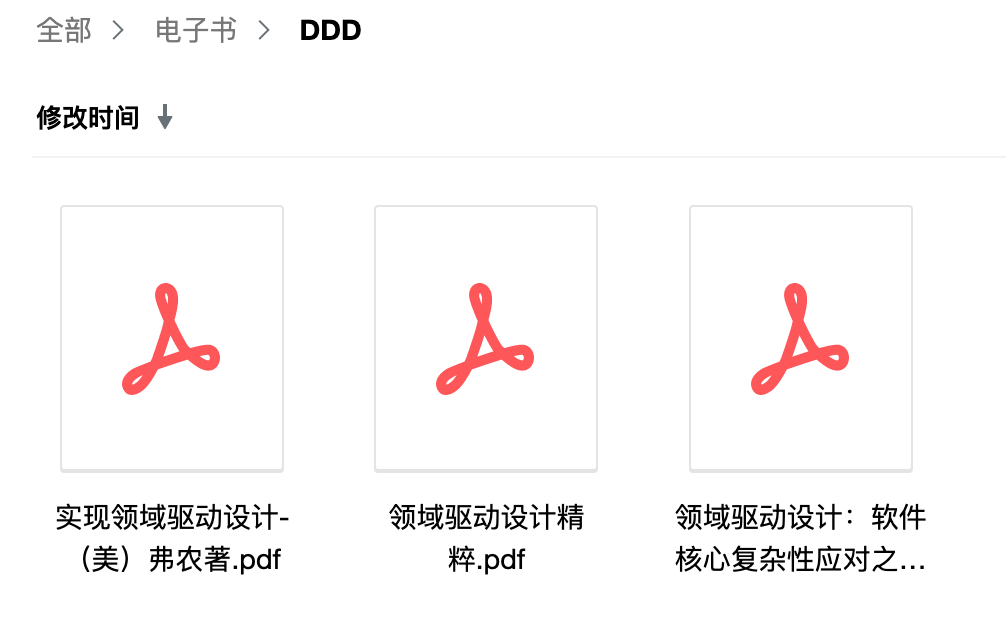 全部 > 电子书 > DDD
修改时间 ↓
实现领域驱动设计-
（美）弗农著.pdf
领域驱动设计精
粹.pdf
领域驱动设计：软件
核心复杂性应对之...